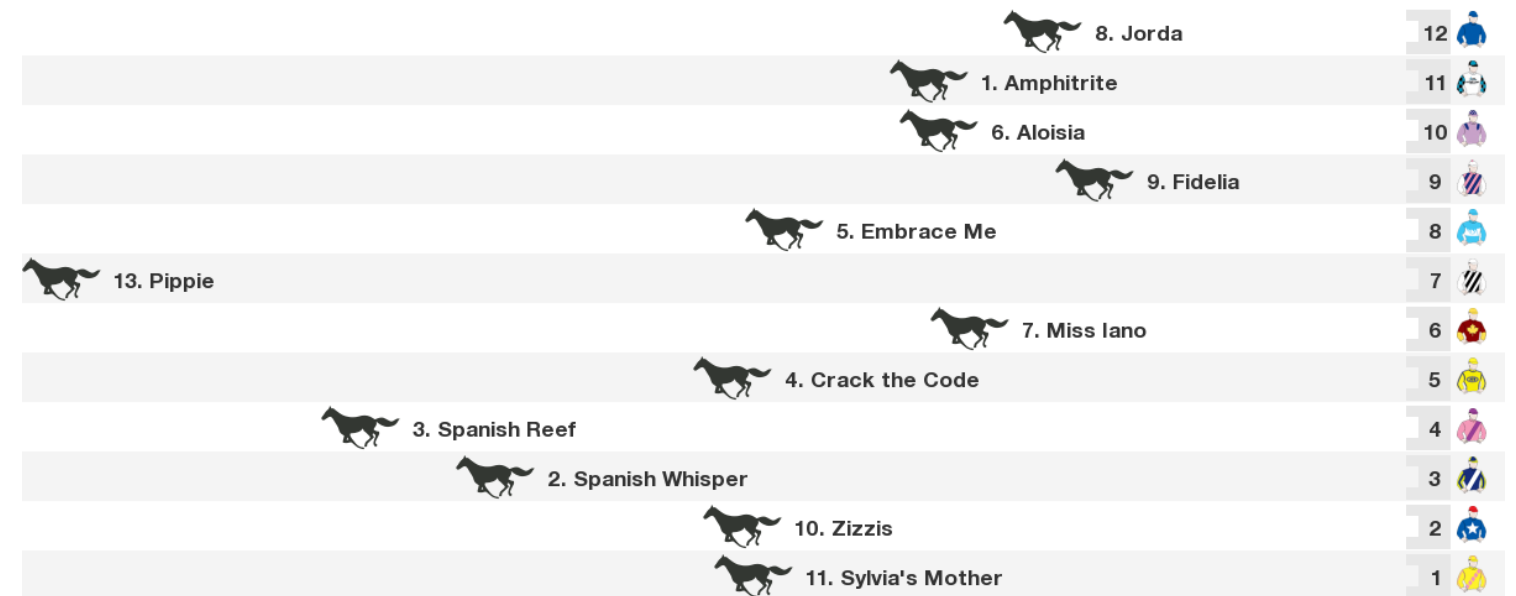 8. Jorda 12
1. Amphitrite 11
6. Aloisia 10
9. Fidelia 9
5. Embrace Me 8
13. Pippie 7
7. Miss Iano 6
4. Crack the Code 5
3. Spanish Reef 4
2. Spanish Whisper 3
10. Zizzis 2
11. Sylvia's Mother 1